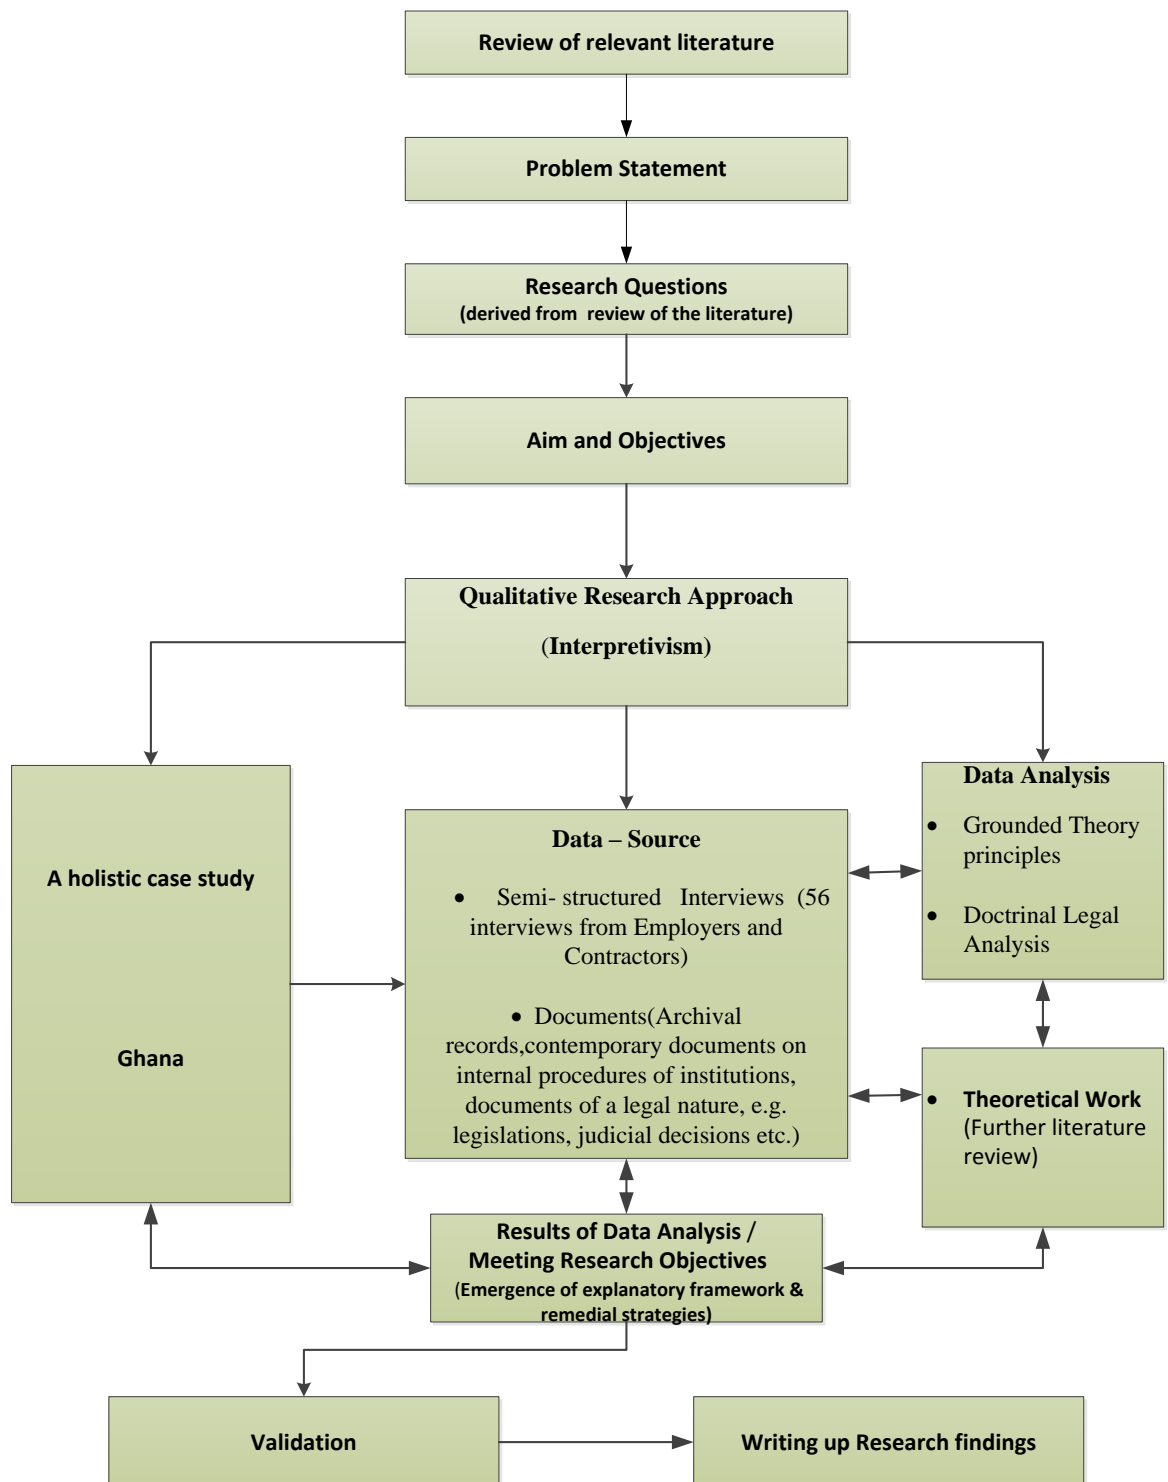 Review of relevant literature
Problem Statement
Research Questions
(derived from review of the literature)
Aim and Objectives
Qualitative Research Approach
(Interpretivism)
A holistic case study
Ghana
Data – Source
• Semi- structured Interviews (56
interviews from Employers and
Contractors)
• Documents(Archival
records,contemporary documents on
internal procedures of institutions,
documents of a legal nature, e.g.
legislations, judicial decisions etc.)
Data Analysis
• Grounded Theory
principles
• Doctrinal Legal
Analysis
• Theoretical Work
(Further literature
review)
Results of Data Analysis /
Meeting Research Objectives
(Emergence of explanatory framework &
remedial strategies)
Validation
Writing up Research findings